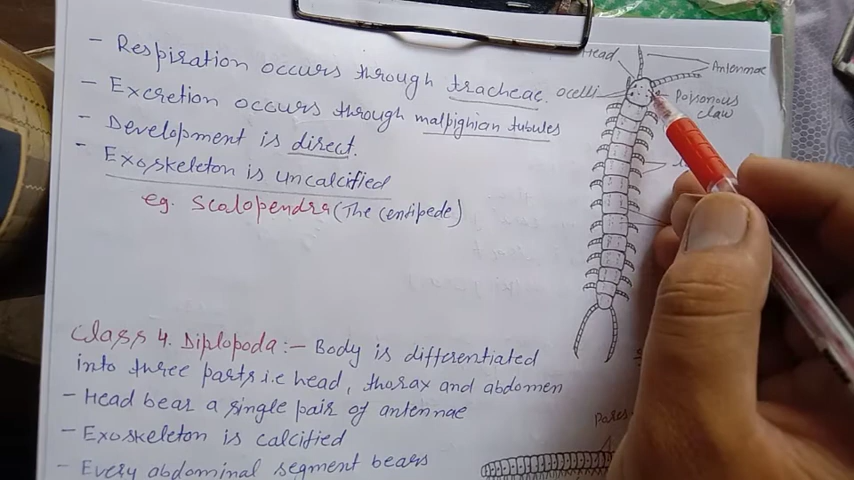 - Respiration occurs through tracheae.
- Excretion occurs through malpighian tubules
- Development is direct.
- Exoskeleton is uncalcified
eg. Scalopendra (The centipede)
Head
Antennae
ocelli
Poisonous
claw
Class 4. Diplopoda :- Body is differentiated
into three parts i.e head, thorax and abdomen
- Head bear a single pair of antennae
- Exoskeleton is calcified
- Every abdominal segment bears